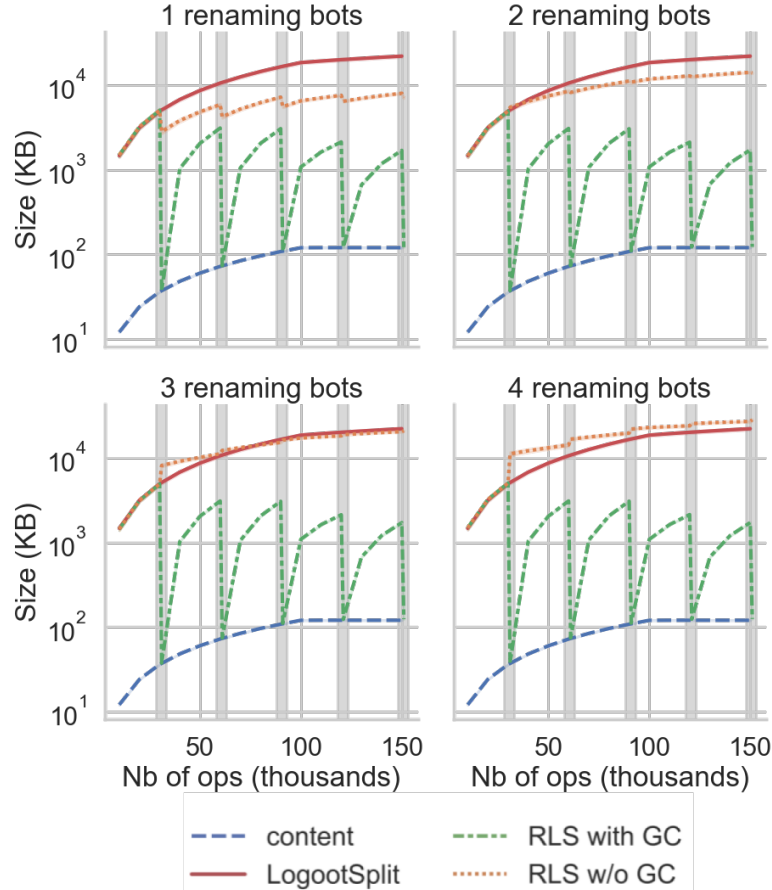 1 renaming bots
2 renaming bots
10^4
10^3
10^2
10^1
Size (KB)
3 renaming bots
4 renaming bots
10^4
10^3
10^2
10^1
Size (KB)
50 100 150
50 100 150
Nb of ops (thousands)
Nb of ops (thousands)
content
LogootSplit
RLS with GC
RLS w/o GC